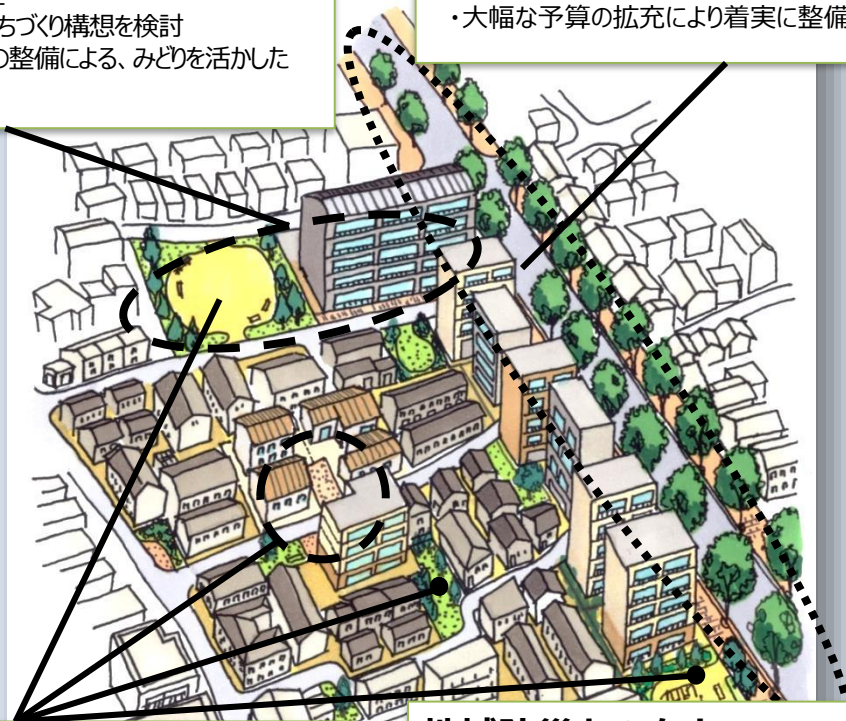 ちづくり構想を検討
の整備による、みどりを活かした
・大幅な予算の拡充により着実に整備